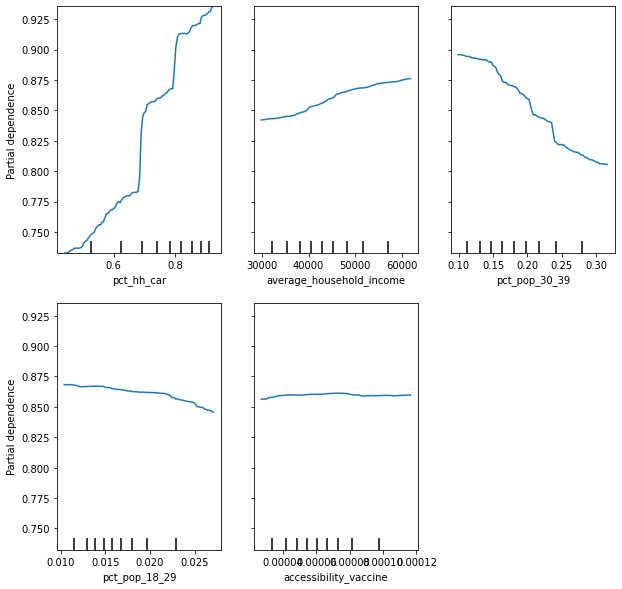 0.925
0.900
0.875
0.850
0.825
0.800
0.775
0.750
Partial dependence
0.6 0.8
pct_hh_car
30000 40000 50000 60000
average_household_income
0.10 0.15 0.20 0.25 0.30
pct_pop_30_39
0.925
0.900
0.875
0.850
0.825
0.800
0.775
0.750
Partial dependence
0.010 0.015 0.020 0.025
pct_pop_18_29
0.00004 0.00006 0.00008 0.00010 0.00012
accessibility_vaccine